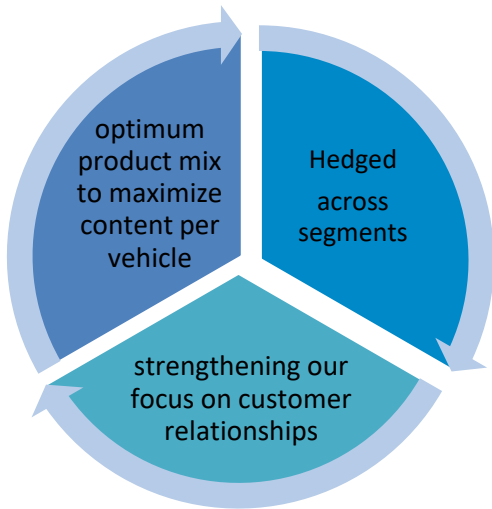 optimum
product mix
to maximize
content per
vehicle
Hedged
across
segments
strengthening our
focus on customer
relationships